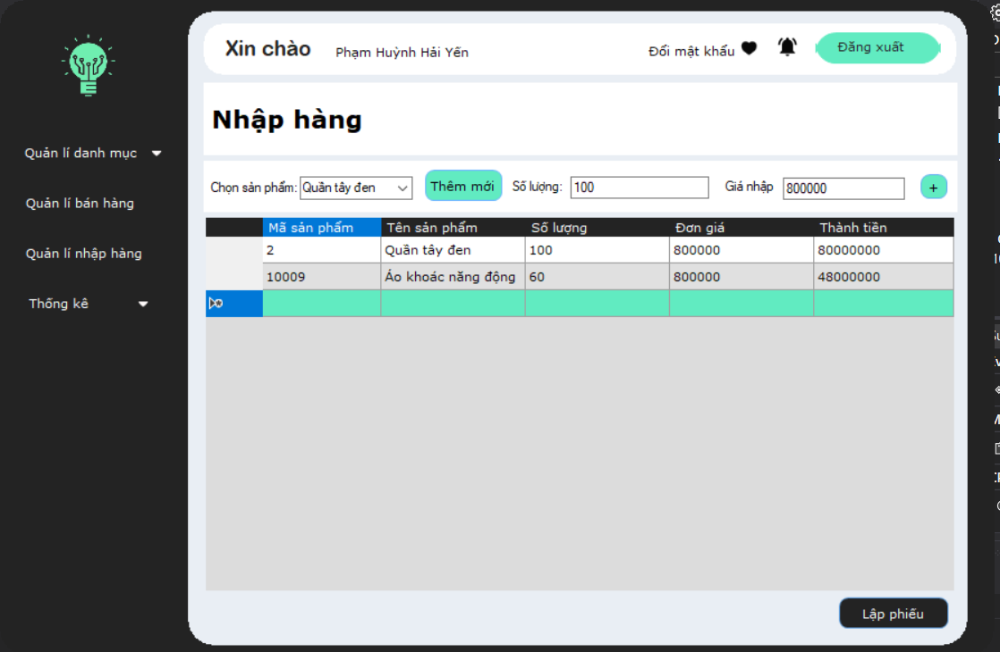 Xin chào Phạm Huỳnh Hải Yến Đổi mật khẩu Đăng xuất
Nhập hàng
Quản lí danh mục
Quản lí bán hàng
Quản lí nhập hàng
Thống kê
Chọn sản phẩm: Quần tây đen Thêm mới Số lượng: 100 Giá nhập 800000 +
Mã sản phẩm Tên sản phẩm Số lượng Đơn giá Thành tiền
2 Quần tây đen 100 800000 80000000
10009 Áo khoác năng động 60 800000 48000000
Lập phiếu